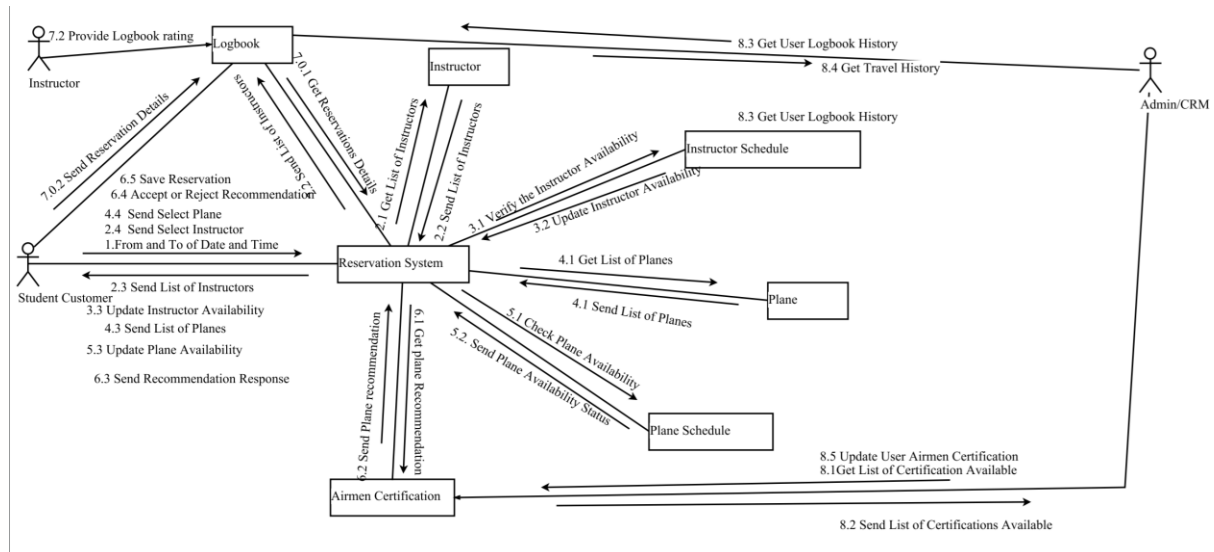 7.2 Provide Logbook rating
Logbook
Instructor
8.3 Get User Logbook History
8.4 Get Travel History
Admin/CRM
Instructor
7.0.1 Get Reservations Details
2.2 Send List of Instructors
7.0.2 Send Reservation Details
2.1 Get List of Instructors
2.2 Send List of Instructors
8.3 Get User Logbook History
Instructor Schedule
3.1 Verify the Instructor Availability
3.2 Update Instructor Availability
6.5 Save Reservation
6.4 Accept or Reject Recommendation
4.4 Send Select Plane
2.4 Send Select Instructor
1.From and To of Date and Time
Student Customer
Reservation System
2.3 Send List of Instructors
3.3 Update Instructor Availability
4.3 Send List of Planes
5.3 Update Plane Availability
6.3 Send Recommendation Response
4.1 Get List of Planes
4.1 Send List of Planes
Plane
5.1 Check Plane Availability
5.2. Send Plane Availability Status
Plane Schedule
6.2 Send Plane recommendation
6.1 Get plane Recommendation
Airmen Certification
8.5 Update User Airmen Certification
8.1Get List of Certification Available
8.2 Send List of Certifications Available